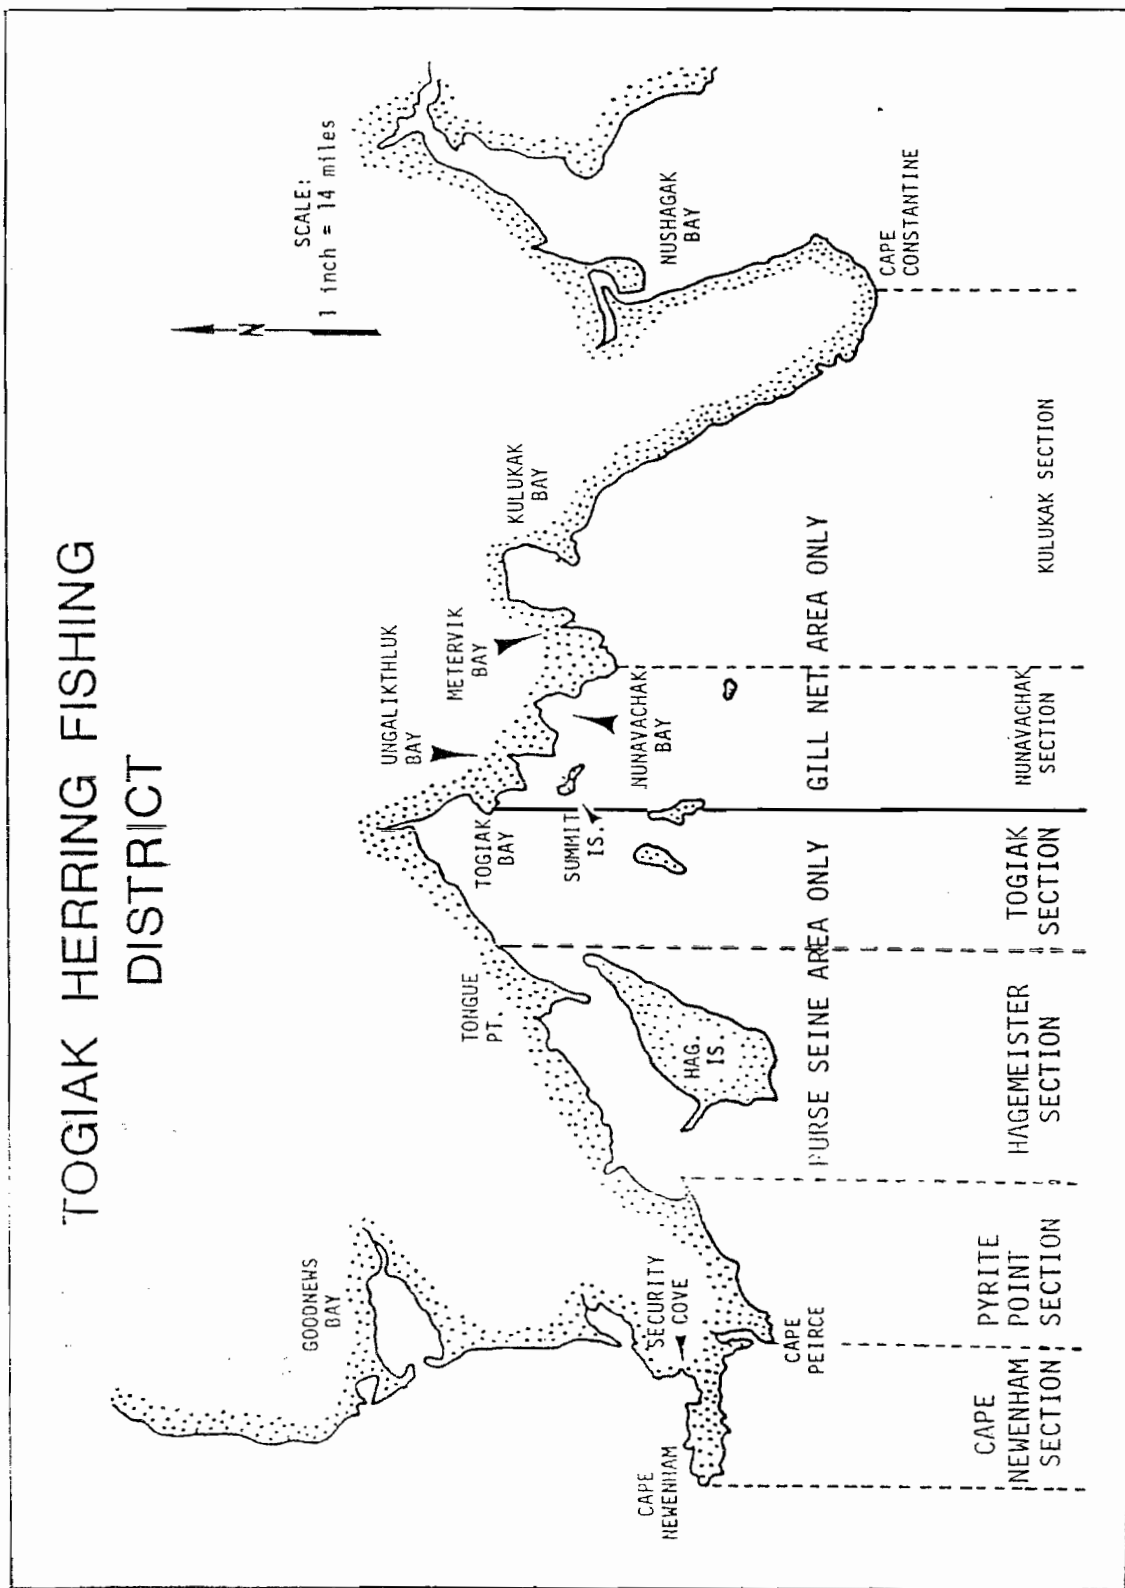 TOGIAK HERRING FISHING
DISTRICT
SCALE:
1 inch = 14 miles
N
GOODNEWS
BAY
UNGALIKTHLUK
BAY
METERVIK
BAY
KULUKAK
BAY
NUSHAGAK
BAY
TONGUE
PT.
TOGIAK
BAY
SUMMIT
IS.
NUNAVACHAK
BAY
SECURITY
COVE
HAG.
IS.
CAPE
NEWENHAM
CAPE
PEIRCE
CAPE
CONSTANTINE
PURSE SEINE AREA ONLY
GILL NET AREA ONLY
CAPE
NEWENHAM
SECTION
PYRITE
POINT
SECTION
HAGEMEISTER
SECTION
TOGIAK
SECTION
NUNAVACHAK
SECTION
KULUKAK SECTION